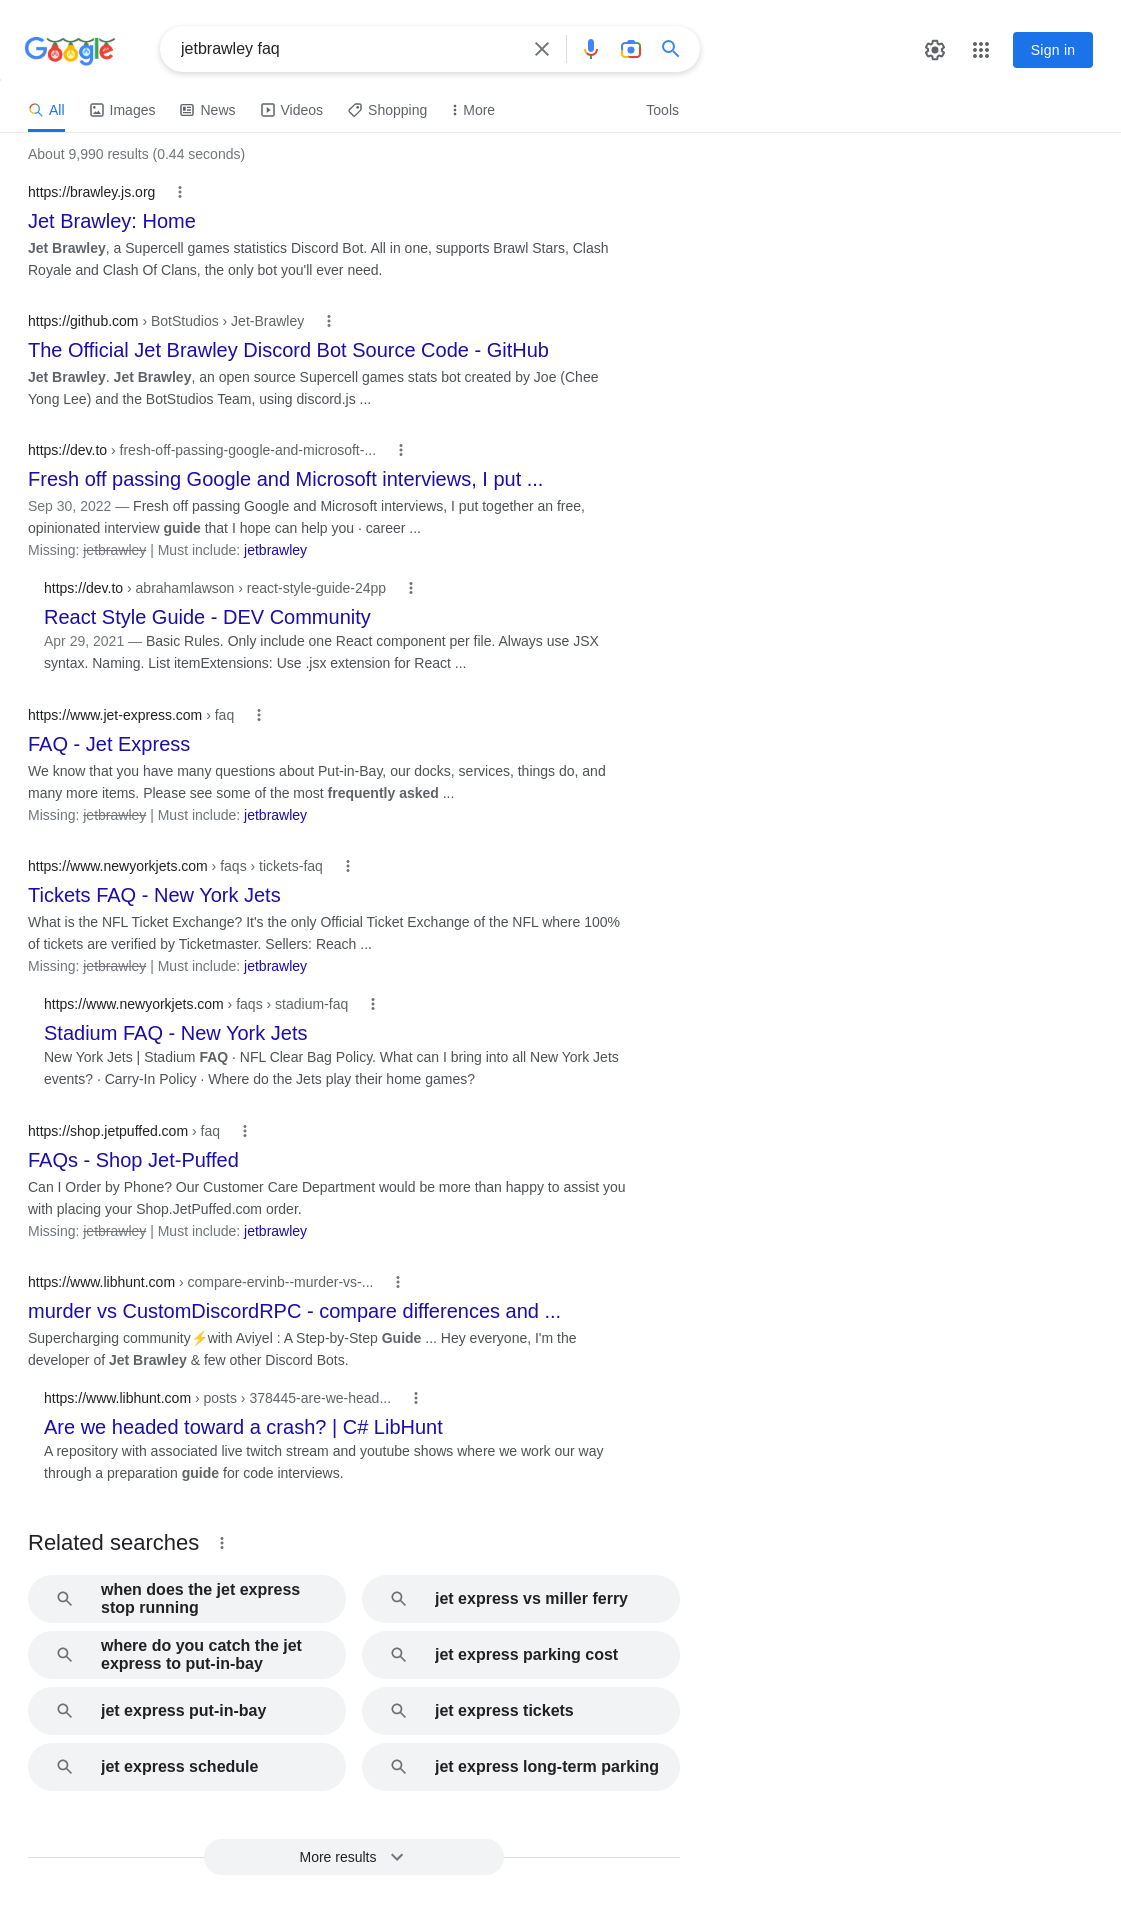 Google
jetbrawley faq
Sign in
All Images News Videos Shopping More Tools
About 9,990 results (0.44 seconds)
https://brawley.js.org
Jet Brawley: Home
Jet Brawley, a Supercell games statistics Discord Bot. All in one, supports Brawl Stars, Clash
Royale and Clash Of Clans, the only bot you'll ever need.
https://github.com › BotStudios › Jet-Brawley
The Official Jet Brawley Discord Bot Source Code - GitHub
Jet Brawley. Jet Brawley, an open source Supercell games stats bot created by Joe (Chee
Yong Lee) and the BotStudios Team, using discord.js ...
https://dev.to › fresh-off-passing-google-and-microsoft-...
Fresh off passing Google and Microsoft interviews, I put ...
Sep 30, 2022 — Fresh off passing Google and Microsoft interviews, I put together an free,
opinionated interview guide that I hope can help you · career ...
Missing: jetbrawley | Must include: jetbrawley
https://dev.to › abrahamlawson › react-style-guide-24pp
React Style Guide - DEV Community
Apr 29, 2021 — Basic Rules. Only include one React component per file. Always use JSX
syntax. Naming. List itemExtensions: Use .jsx extension for React ...
https://www.jet-express.com › faq
FAQ - Jet Express
We know that you have many questions about Put-in-Bay, our docks, services, things do, and
many more items. Please see some of the most frequently asked ...
Missing: jetbrawley | Must include: jetbrawley
https://www.newyorkjets.com › faqs › tickets-faq
Tickets FAQ - New York Jets
What is the NFL Ticket Exchange? It's the only Official Ticket Exchange of the NFL where 100%
of tickets are verified by Ticketmaster. Sellers: Reach ...
Missing: jetbrawley | Must include: jetbrawley
https://www.newyorkjets.com › faqs › stadium-faq
Stadium FAQ - New York Jets
New York Jets | Stadium FAQ · NFL Clear Bag Policy. What can I bring into all New York Jets
events? · Carry-In Policy · Where do the Jets play their home games?
https://shop.jetpuffed.com › faq
FAQs - Shop Jet-Puffed
Can I Order by Phone? Our Customer Care Department would be more than happy to assist you
with placing your Shop.JetPuffed.com order.
Missing: jetbrawley | Must include: jetbrawley
https://www.libhunt.com › compare-ervinb--murder-vs-...
murder vs CustomDiscordRPC - compare differences and ...
Supercharging community⚡with Aviyel : A Step-by-Step Guide ... Hey everyone, I'm the
developer of Jet Brawley & few other Discord Bots.
https://www.libhunt.com › posts › 378445-are-we-head...
Are we headed toward a crash? | C# LibHunt
A repository with associated live twitch stream and youtube shows where we work our way
through a preparation guide for code interviews.
Related searches
when does the jet express
stop running
jet express vs miller ferry
where do you catch the jet
express to put-in-bay
jet express parking cost
jet express put-in-bay
jet express tickets
jet express schedule
jet express long-term parking
More results